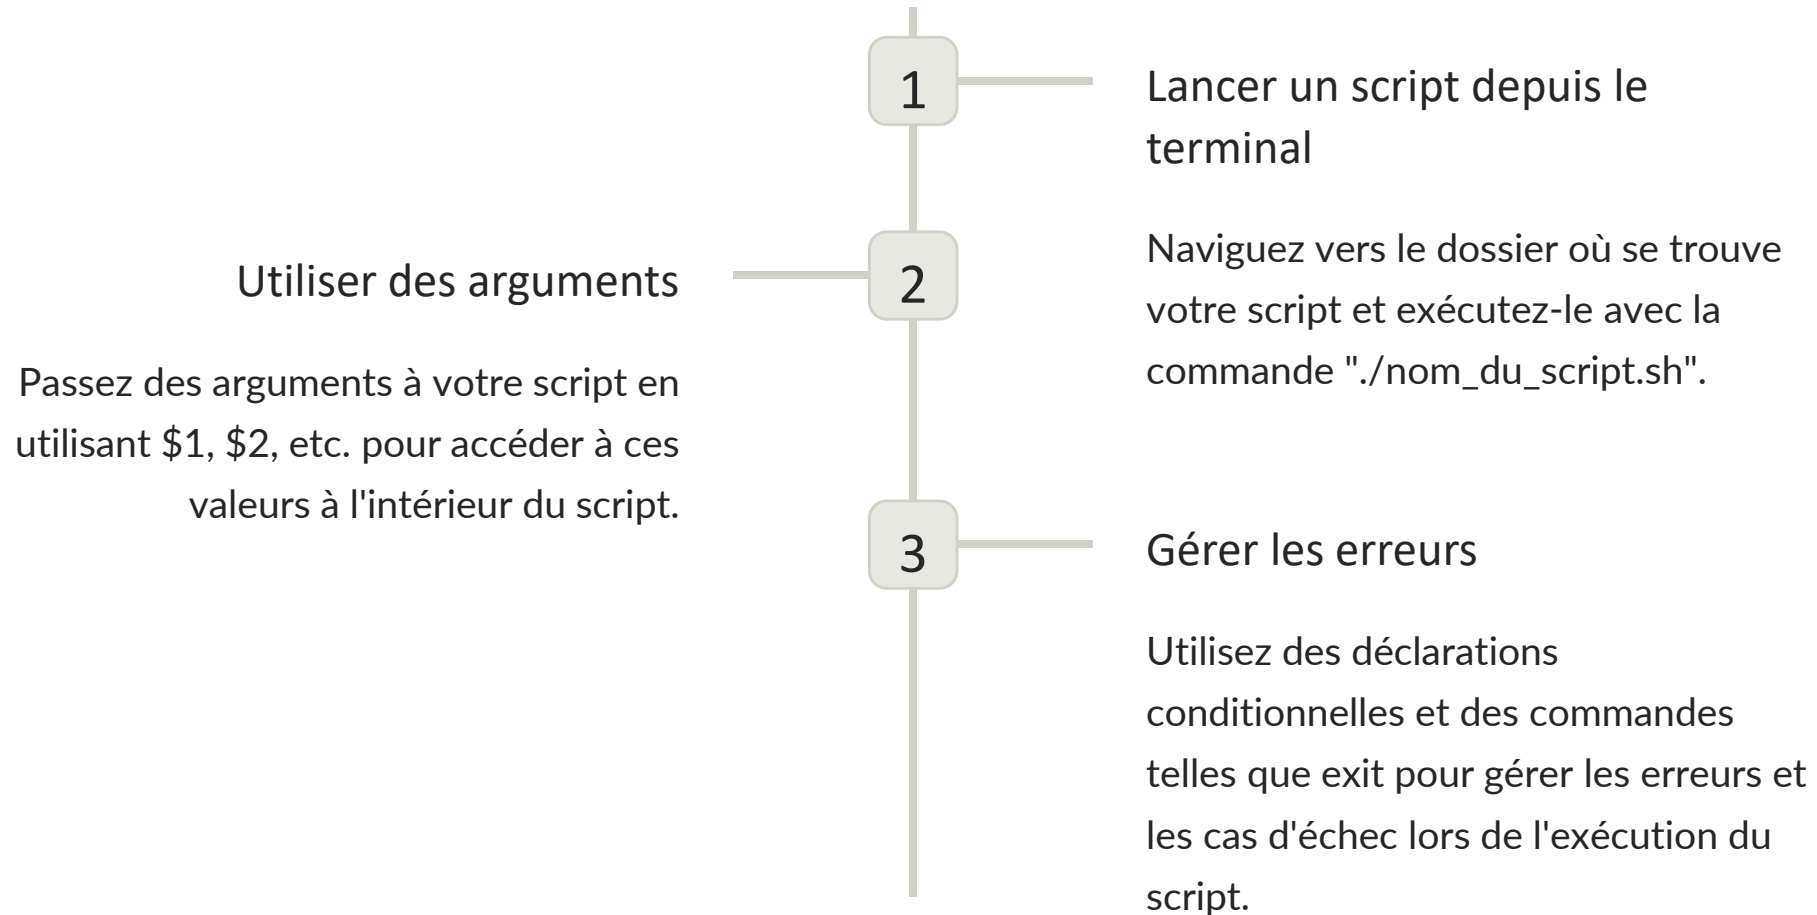 1
Lancer un script depuis le
terminal
Naviguez vers le dossier où se trouve
votre script et exécutez-le avec la
commande "./nom_du_script.sh".
2
Utiliser des arguments
Passez des arguments à votre script en
utilisant $1, $2, etc. pour accéder à ces
valeurs à l'intérieur du script.
3
Gérer les erreurs
Utilisez des déclarations
conditionnelles et des commandes
telles que exit pour gérer les erreurs et
les cas d'échec lors de l'exécution du
script.